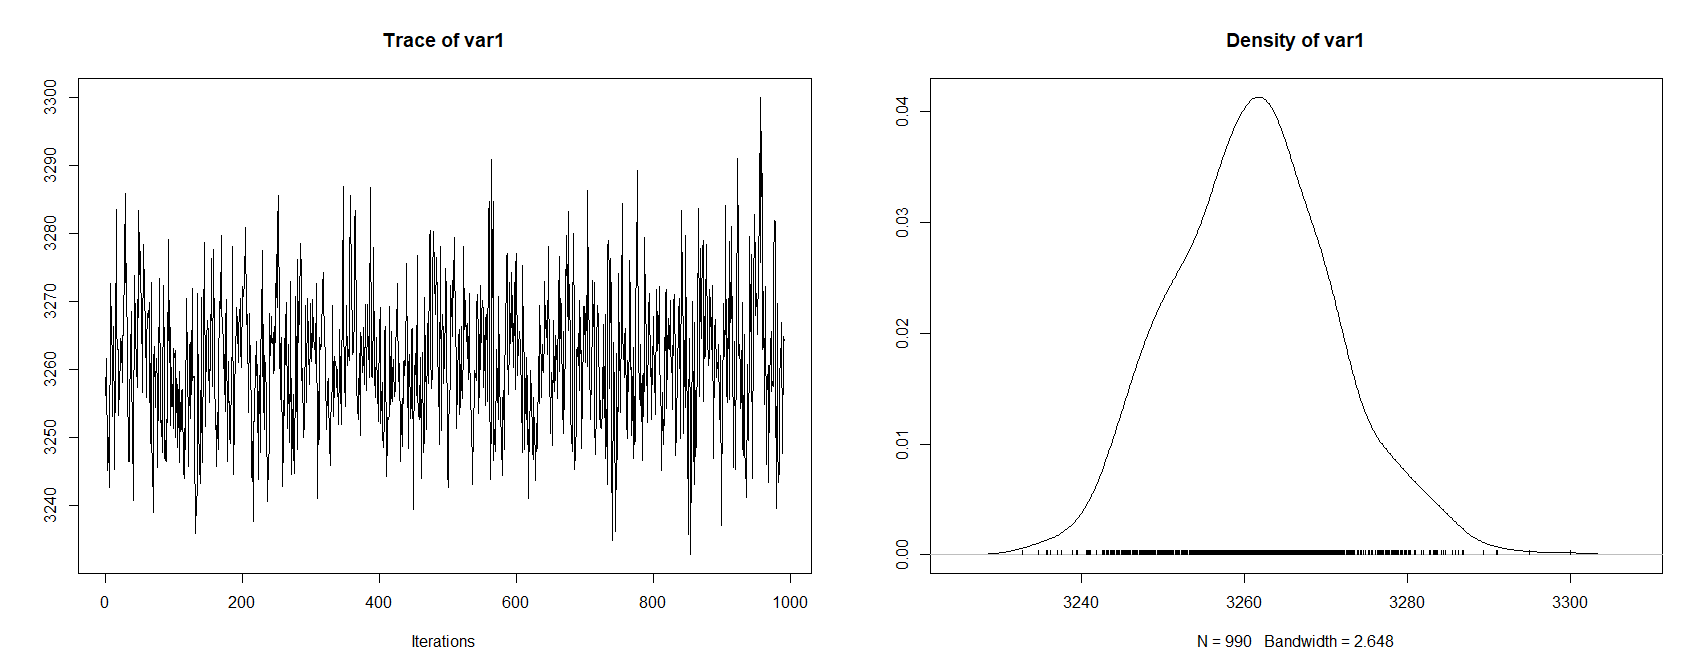 Trace of var1
3300
3290
3280
3270
3260
3250
3240
0 200 400 600 800 1000
Iterations
Density of var1
0.04
0.03
0.02
0.01
0.00
3240 3260 3280 3300
N = 990 Bandwidth = 2.648